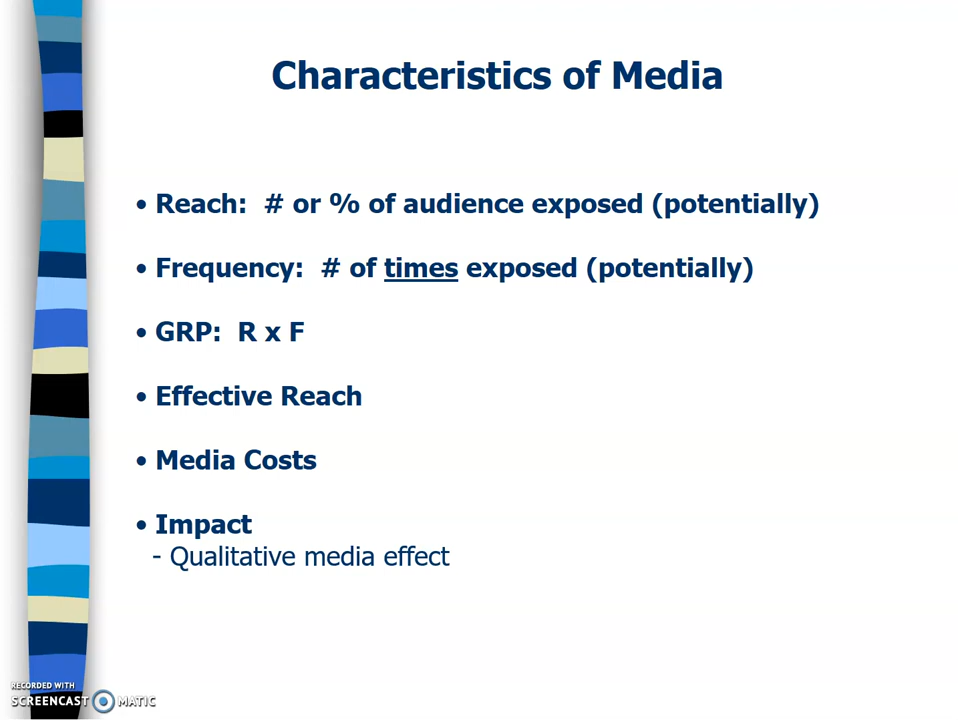 Characteristics of Media
• Reach: # or % of audience exposed (potentially)
• Frequency: # of times exposed (potentially)
• GRP: R x F
• Effective Reach
• Media Costs
• Impact
- Qualitative media effect
RECORDED WITH
SCREENCAST MATIC